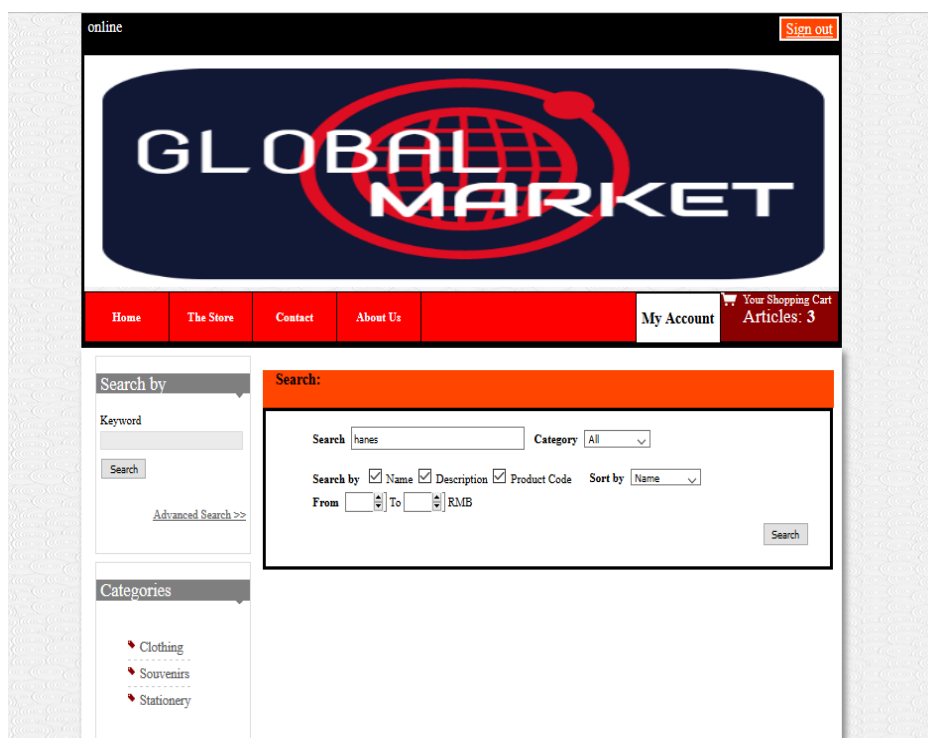 online
Sign out
GLOBAL
MARKET
Home The Store Contact About Us My Account
Your Shopping Cart
Articles: 3
Search by
Keyword
Search
Advanced Search >>
Categories
Clothing
Souvenirs
Stationery
Search:
Search hanes Category All
Search by Name Description Product Code Sort by Name
From To RMB
Search